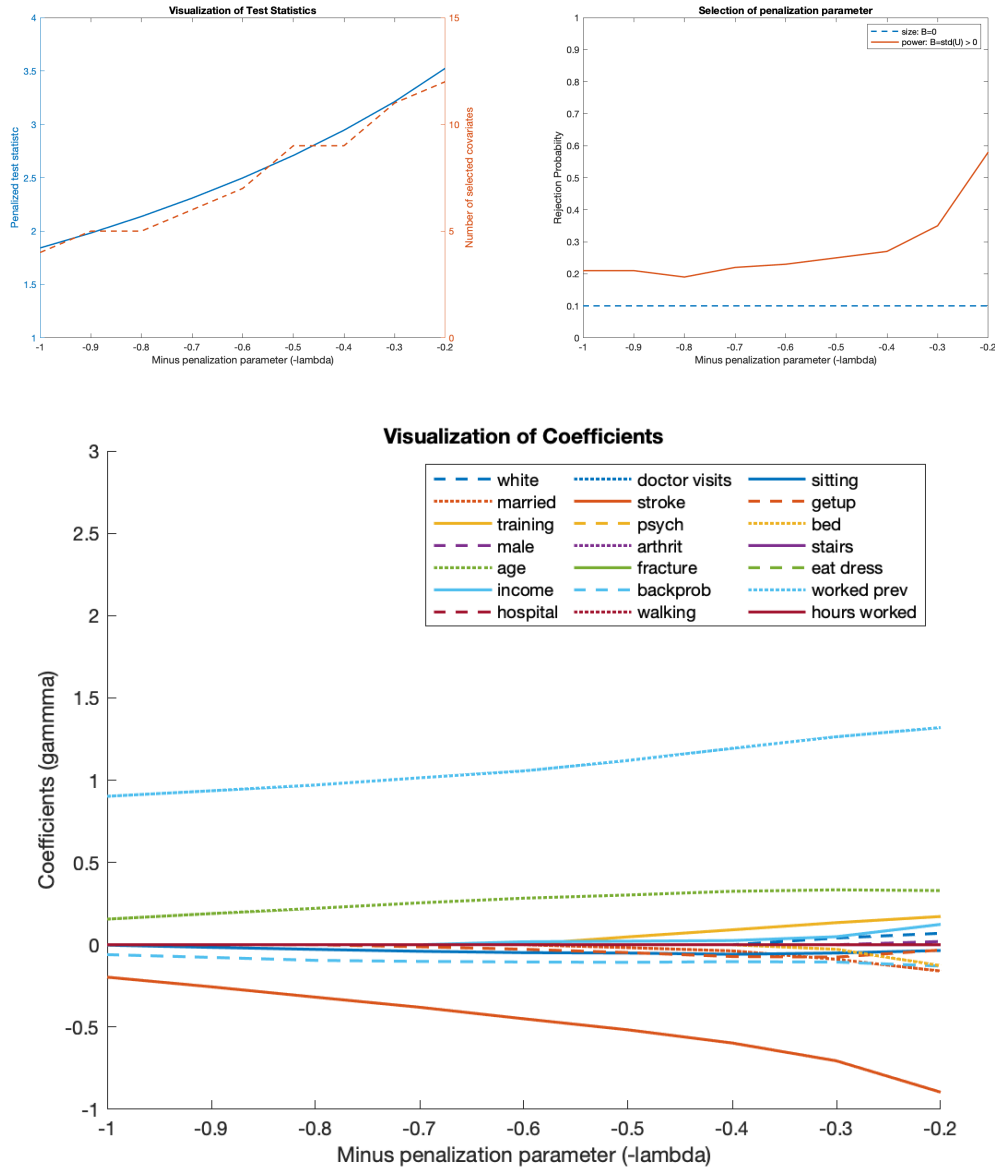 Visualization of Test Statistics
4
3.5
3
2.5
2
1.5
1
Penalized test statistc
15
10
5
0
Number of selected covariates
-1 -0.9 -0.8 -0.7 -0.6 -0.5 -0.4 -0.3 -0.2
Minus penalization parameter (-lambda)
Selection of penalization parameter
size: B=0
power: B=std(U) > 0
1
0.9
0.8
0.7
0.6
0.5
0.4
0.3
0.2
0.1
0
Rejection Probability
-1 -0.9 -0.8 -0.7 -0.6 -0.5 -0.4 -0.3 -0.2
Minus penalization parameter (-lambda)
Visualization of Coefficients
white doctor visits sitting
married stroke getup
training psych bed
male arthrit stairs
age fracture eat dress
income backprob worked prev
hospital walking hours worked
3
2.5
2
1.5
1
0.5
0
-0.5
-1
Coefficients (gammma)
-1 -0.9 -0.8 -0.7 -0.6 -0.5 -0.4 -0.3 -0.2
Minus penalization parameter (-lambda)